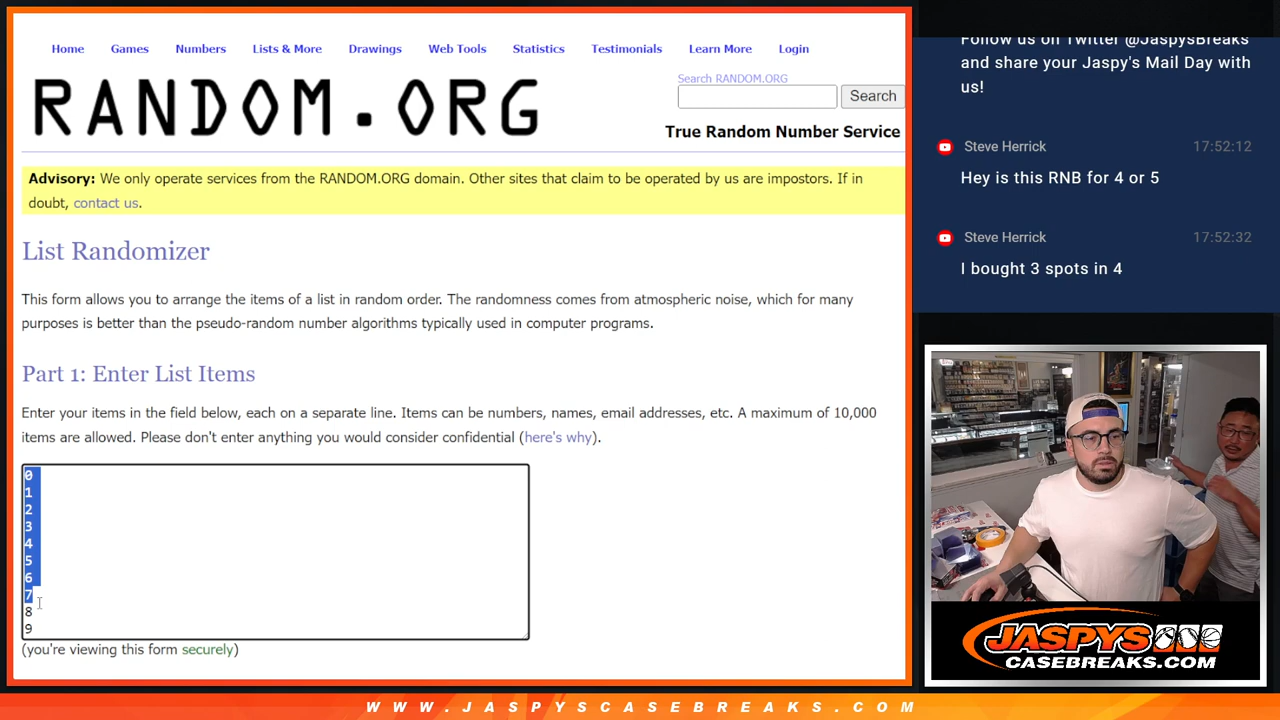 Home Games Numbers Lists & More Drawings Web Tools Statistics Testimonials Learn More Login
RANDOM.ORG
Search RANDOM.ORG
Search
True Random Number Service
Advisory: We only operate services from the RANDOM.ORG domain. Other sites that claim to be operated by us are impostors. If in
doubt, contact us.
List Randomizer
This form allows you to arrange the items of a list in random order. The randomness comes from atmospheric noise, which for many
purposes is better than the pseudo-random number algorithms typically used in computer programs.
Part 1: Enter List Items
Enter your items in the field below, each on a separate line. Items can be numbers, names, email addresses, etc. A maximum of 10,000
items are allowed. Please don't enter anything you would consider confidential (here's why).
0
1
2
3
4
5
6
7
8
9
(you're viewing this form securely)
Follow us on Twitter @JaspysBreaks
and share your Jaspy's Mail Day with
us!
Steve Herrick 17:52:12
Hey is this RNB for 4 or 5
Steve Herrick 17:52:32
I bought 3 spots in 4
JASPYS
CASEBREAKS.COM
WWW.JASPYSCASEBREAKS.COM